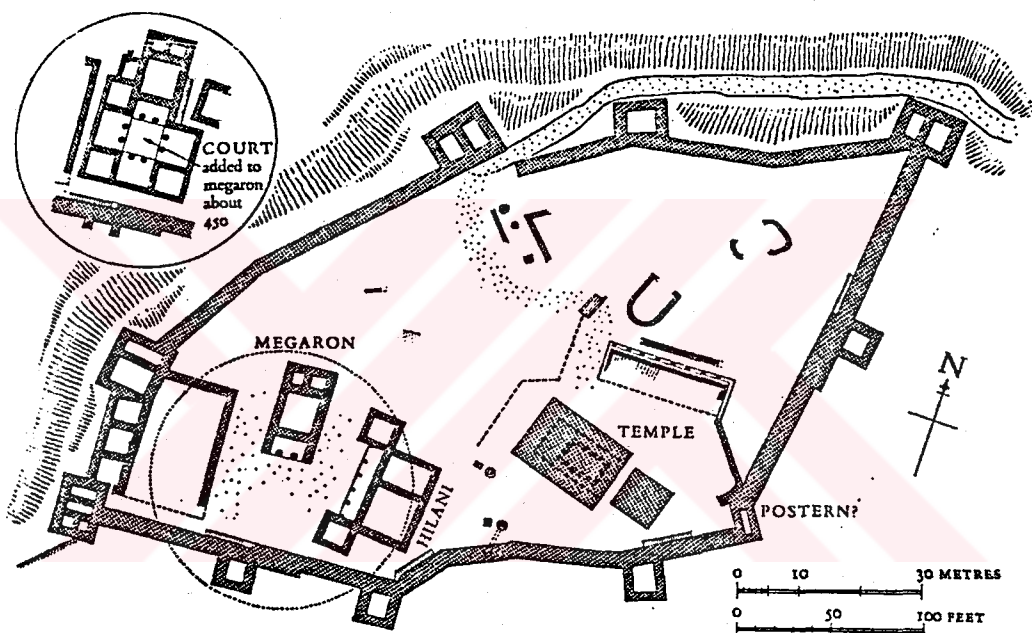 COURT
added to
megaron
about
450
MEGARON
HILANI
TEMPLE
N
POSTERN?
0 10 30 METRES
0 50 100 FEET